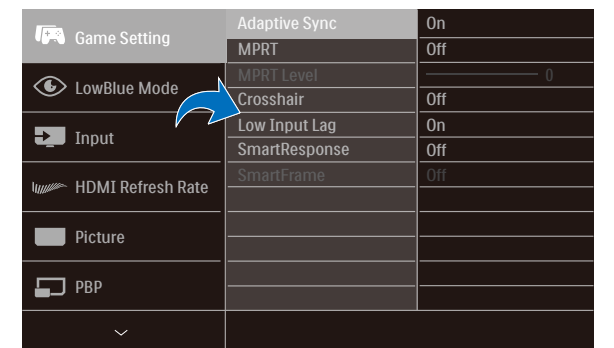 Game Setting
LowBlue Mode
Input
HDMI Refresh Rate
Picture
PBP
Adaptive Sync On
MPRT Off
MPRT Level 0
Crosshair Off
Low Input Lag On
SmartResponse Off
SmartFrame Off